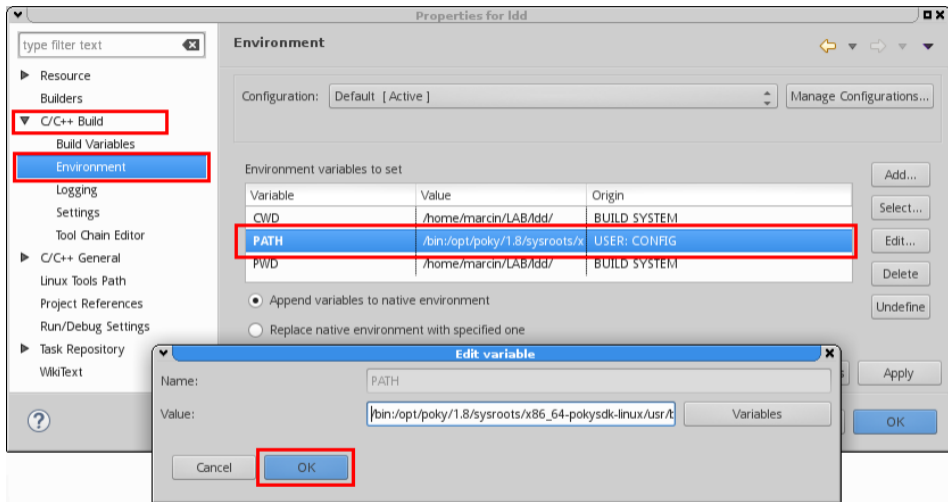 Properties for ldd
type filter text
Environment
Resource
Builders
C/C++ Build
Build Variables
Environment
Logging
Settings
Tool Chain Editor
C/C++ General
Linux Tools Path
Project References
Run/Debug Settings
Task Repository
WikiText
Configuration: Default [ Active ] Manage Configurations...
Environment variables to set
Variable Value Origin
CWD /home/marcin/LAB/ldd/ BUILD SYSTEM
PATH /bin:/opt/poky/1.8/sysroots/x USER: CONFIG
PWD /home/marcin/LAB/ldd/ BUILD SYSTEM
Add...
Select...
Edit...
Delete
Undefine
Append variables to native environment
Replace native environment with specified one
Apply
OK
Edit variable
Name: PATH
Value: /bin:/opt/poky/1.8/sysroots/x86_64-pokysdk-linux/usr/b Variables
Cancel OK